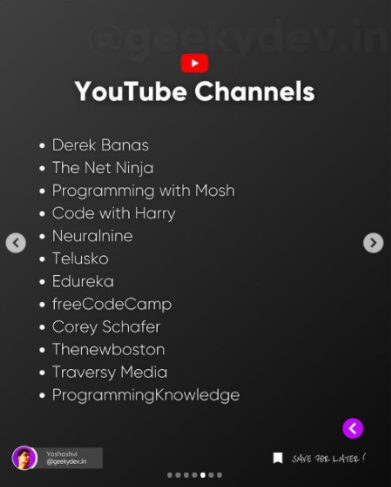 @geekydev.in
YouTube Channels
• Derek Banas
• The Net Ninja
• Programming with Mosh
• Code with Harry
• Neuralnine
• Telusko
• Edureka
• freeCodeCamp
• Corey Schafer
• Thenewboston
• Traversy Media
• ProgrammingKnowledge
Yashashvi
@geekydev.in
SAVE FOR LATER!